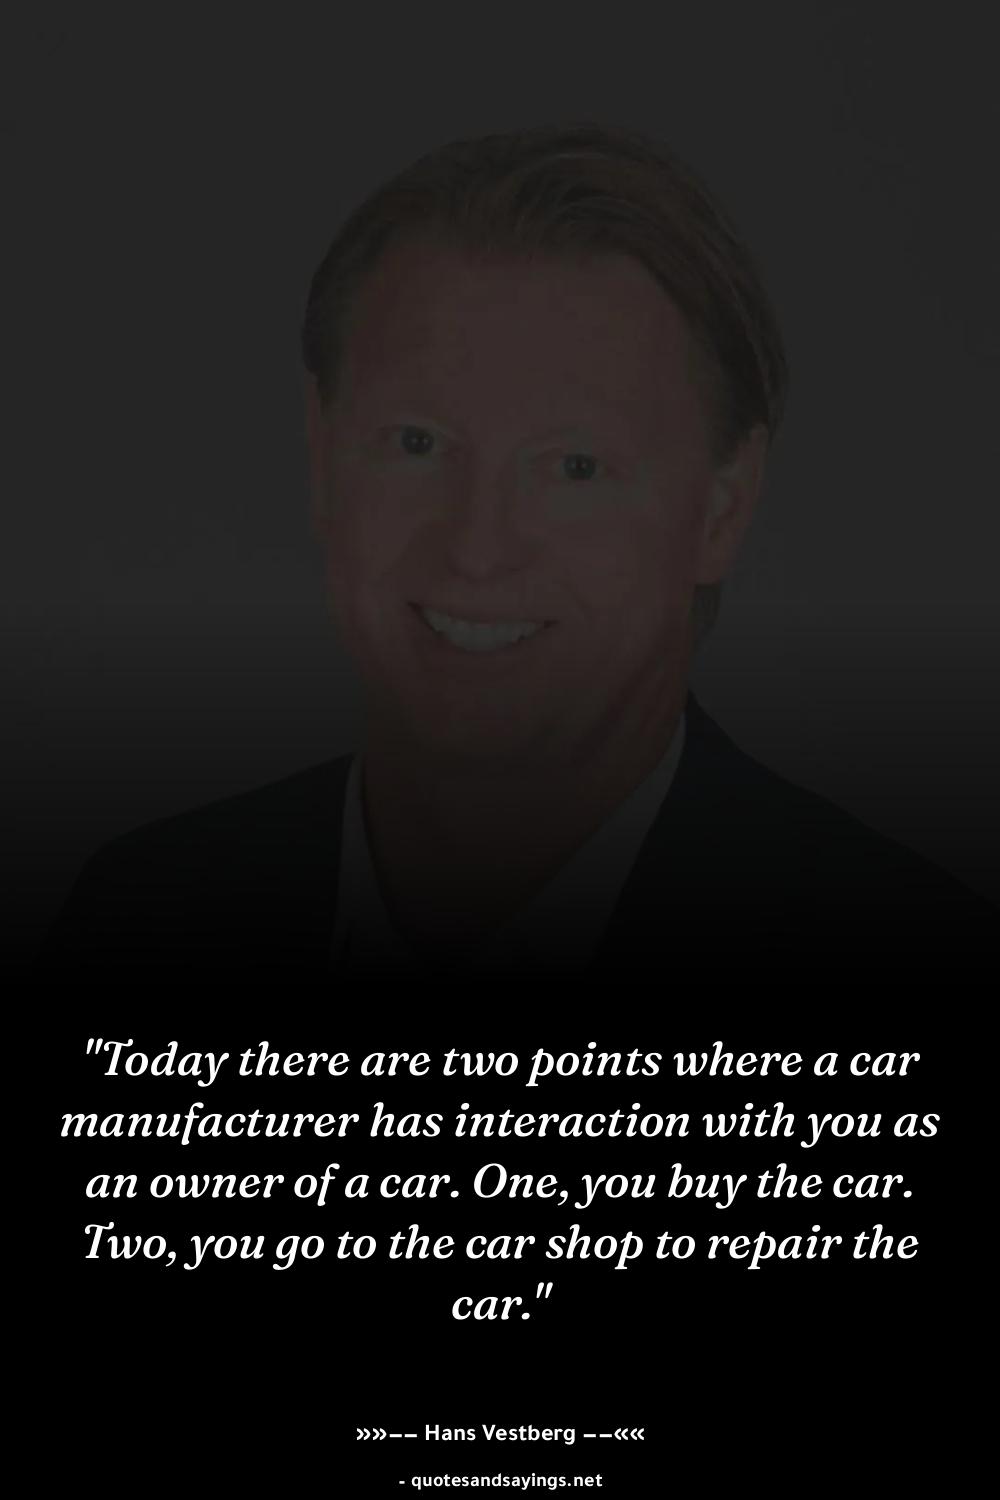 "Today there are two points where a car
manufacturer has interaction with you as
an owner of a car. One, you buy the car.
Two, you go to the car shop to repair the
car."
»»−− Hans Vestberg −−««
- quotesandsayings.net